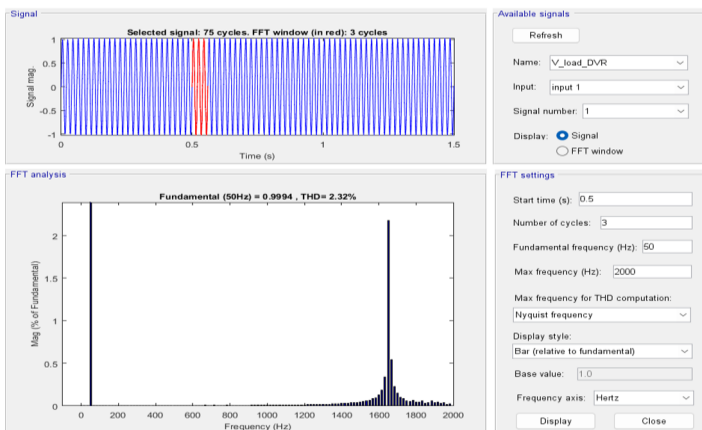 Signal
Selected signal: 75 cycles. FFT window (in red): 3 cycles
1
0.5
0
-0.5
-1
Signal mag.
0 0.5 1 1.5
Time (s)
Available signals
Refresh
Name: V_load_DVR
Input: input 1
Signal number: 1
Display: Signal
FFT window
FFT analysis
Fundamental (50Hz) = 0.9994 , THD= 2.32%
2
1.5
1
0.5
0
Mag (% of Fundamental)
0 200 400 600 800 1000 1200 1400 1600 1800 2000
Frequency (Hz)
FFT settings
Start time (s): 0.5
Number of cycles: 3
Fundamental frequency (Hz): 50
Max frequency (Hz): 2000
Max frequency for THD computation:
Nyquist frequency
Display style:
Bar (relative to fundamental)
Base value: 1.0
Frequency axis: Hertz
Display Close